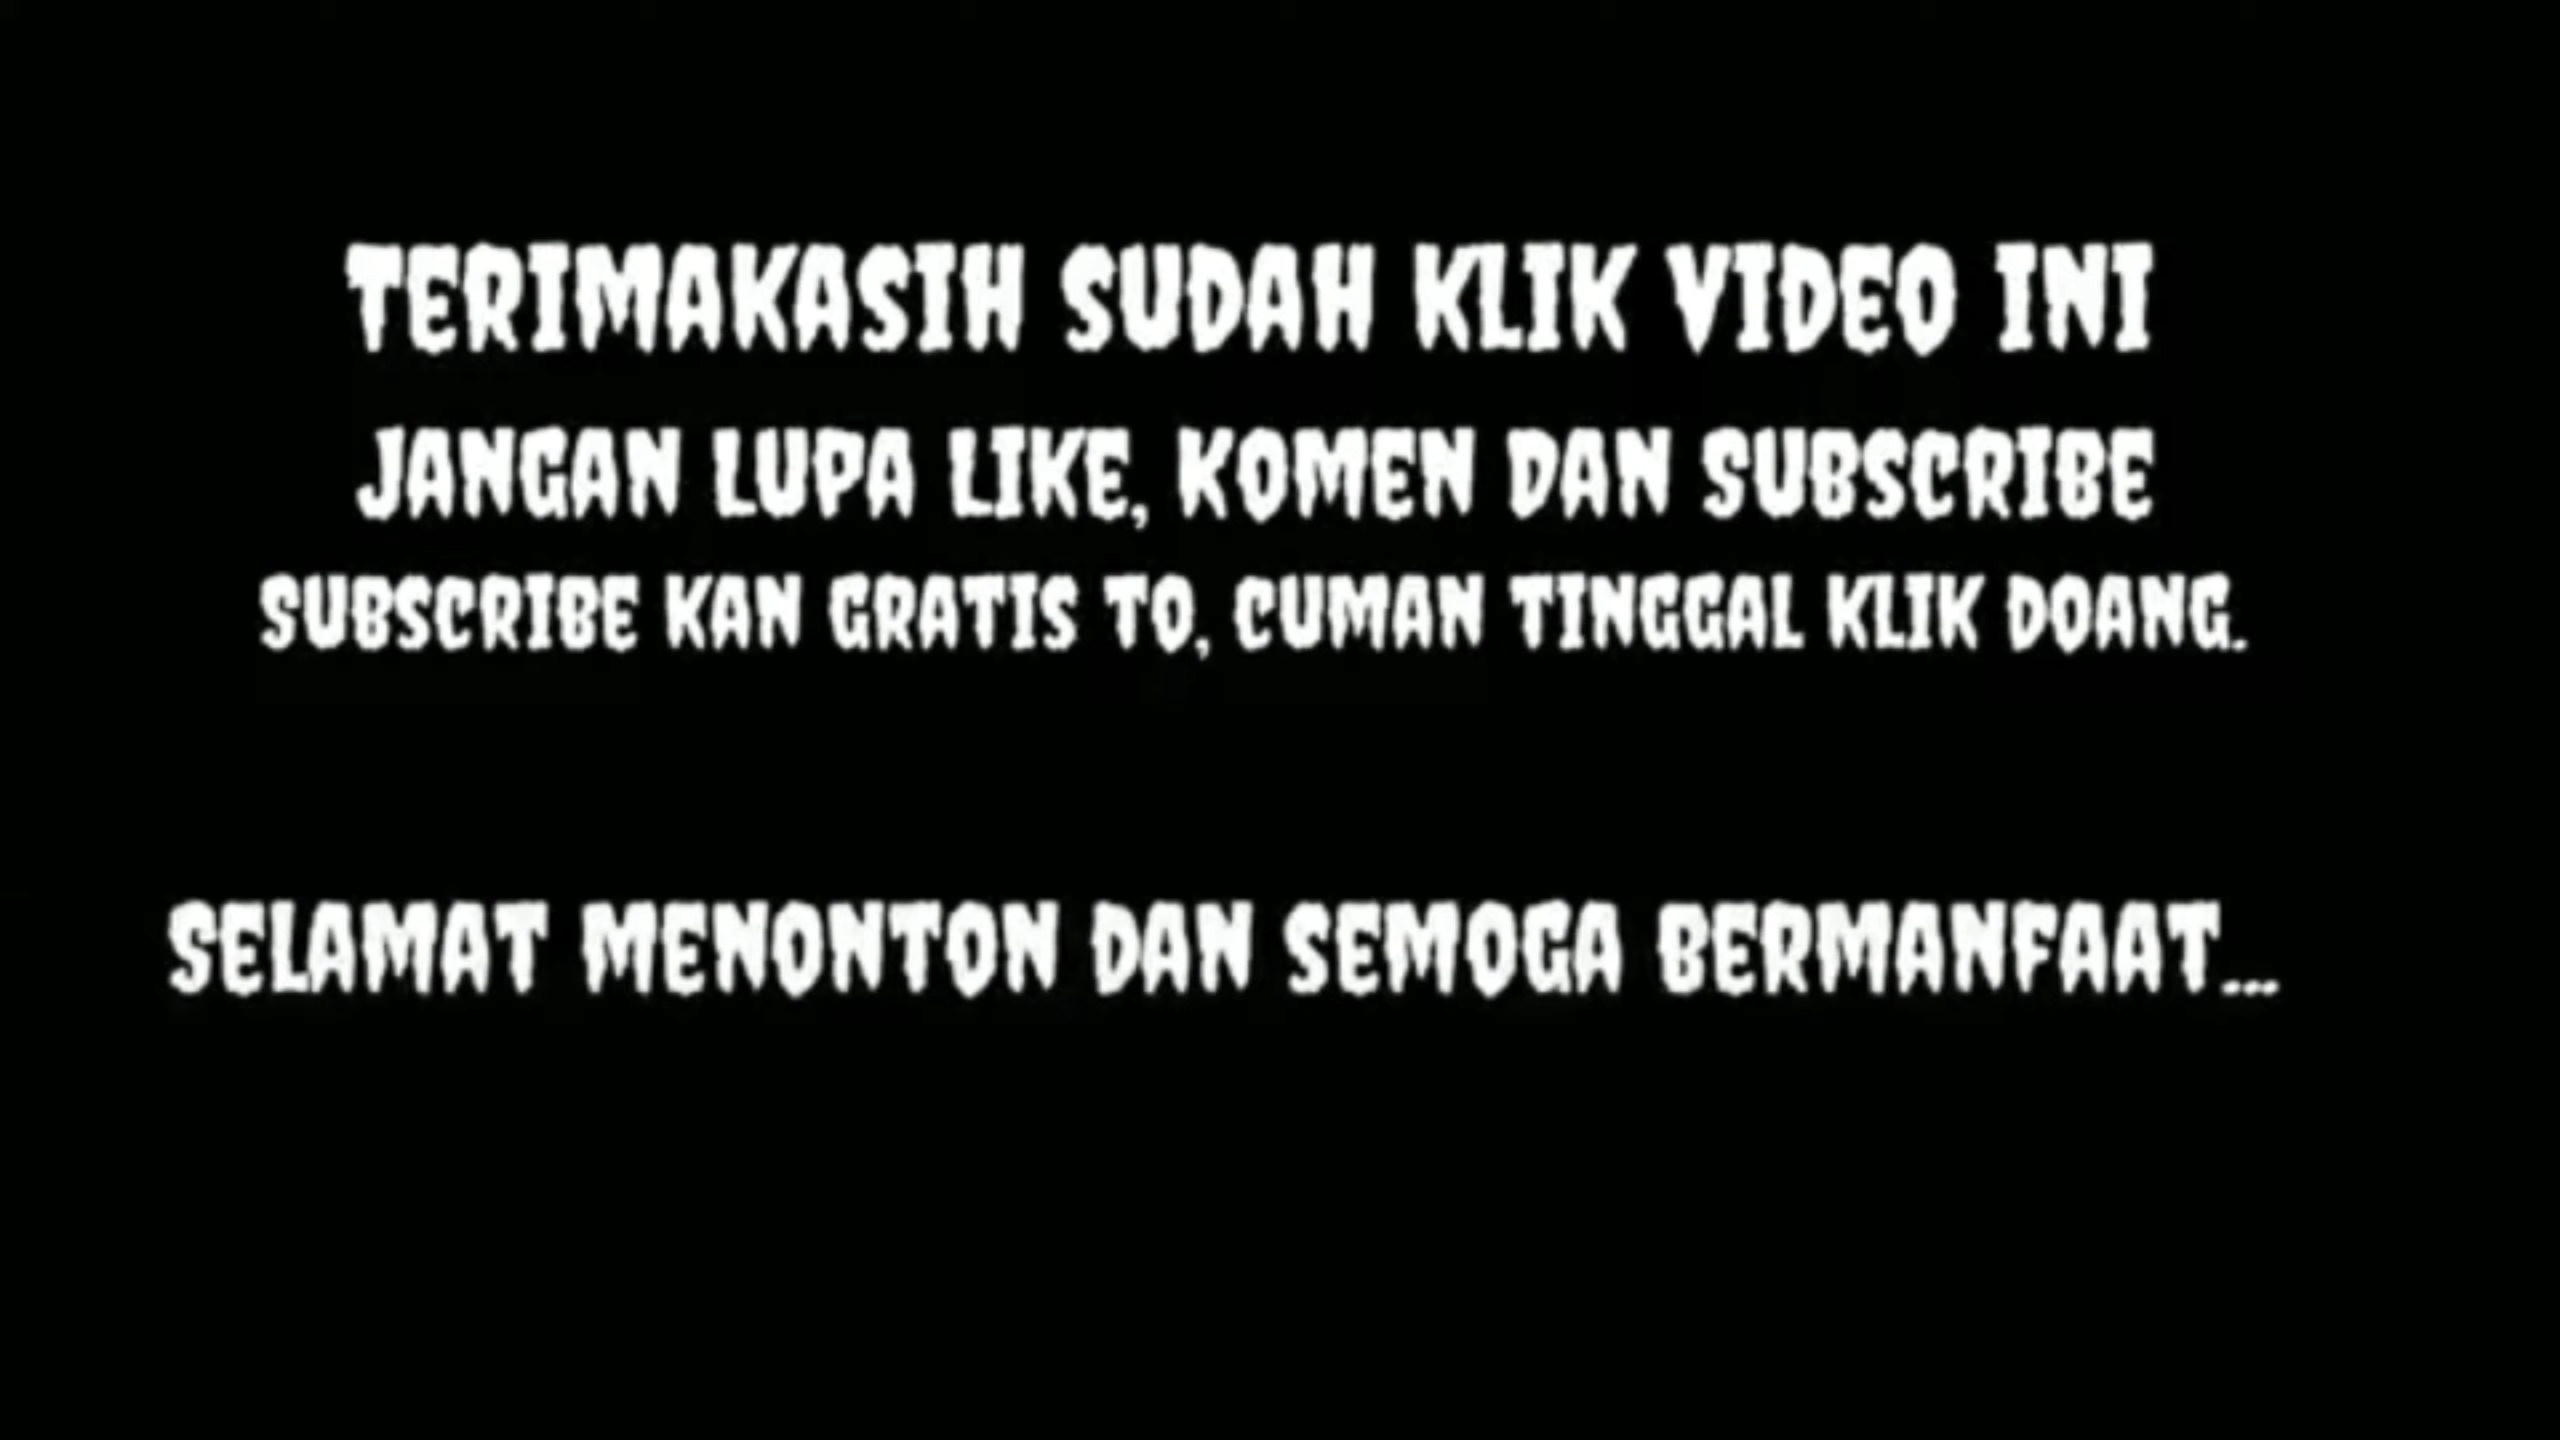 TERIMAKASIH SUDAH KLIK VIDEO INI
JANGAN LUPA LIKE, KOMEN DAN SUBSCRIBE
SUBSCRIBE KAN GRATIS TO, CUMAN TINGGAL KLIK DOANG.
SELAMAT MENONTON DAN SEMOGA BERMANFAAT...